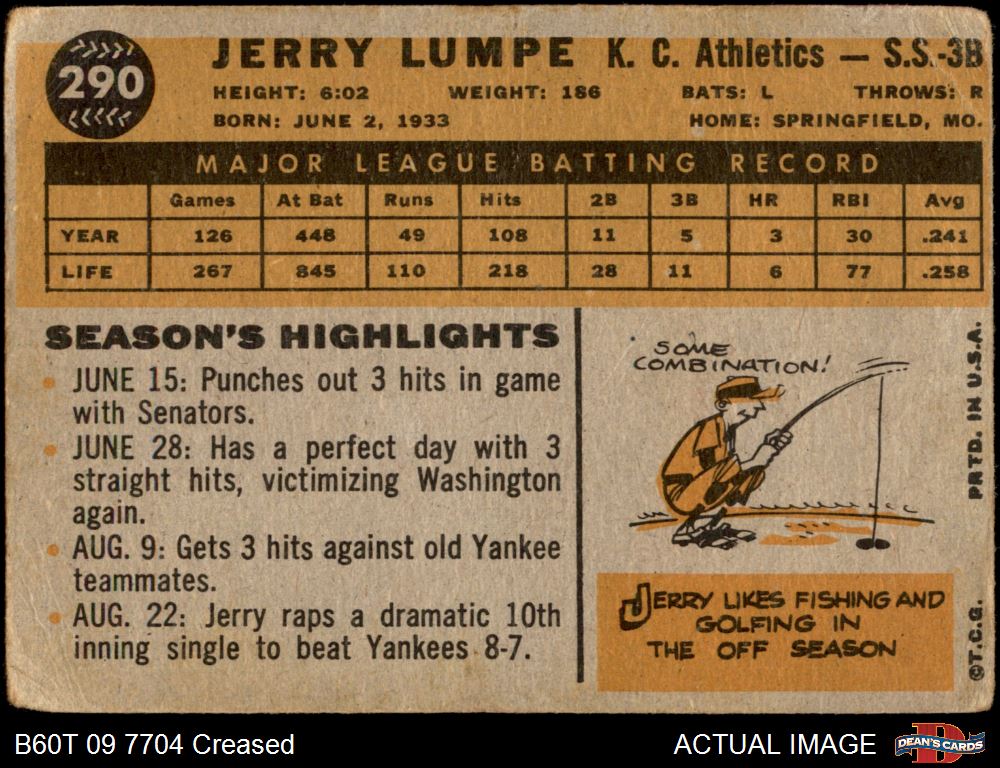 290
JERRY LUMPE K. C. Athletics — S.S.-3B
HEIGHT: 6:02 WEIGHT: 186 BATS: L THROWS: R
BORN: JUNE 2, 1933 HOME: SPRINGFIELD, MO.
MAJOR LEAGUE BATTING RECORD
Games At Bat Runs Hits 2B 3B HR RBI Avg
YEAR 126 448 49 108 11 5 3 30 .241
LIFE 267 845 110 218 28 11 6 77 .258
SEASON'S HIGHLIGHTS
• JUNE 15: Punches out 3 hits in game
with Senators.
• JUNE 28: Has a perfect day with 3
straight hits, victimizing Washington
again.
• AUG. 9: Gets 3 hits against old Yankee
teammates.
• AUG. 22: Jerry raps a dramatic 10th
inning single to beat Yankees 8-7.
SOME
COMBINATION!
JERRY LIKES FISHING AND
GOLFING IN
THE OFF SEASON
PRTD. IN U.S.A.
©T.C.G.
B60T 09 7704 Creased
ACTUAL IMAGE
DEAN'S CARDS